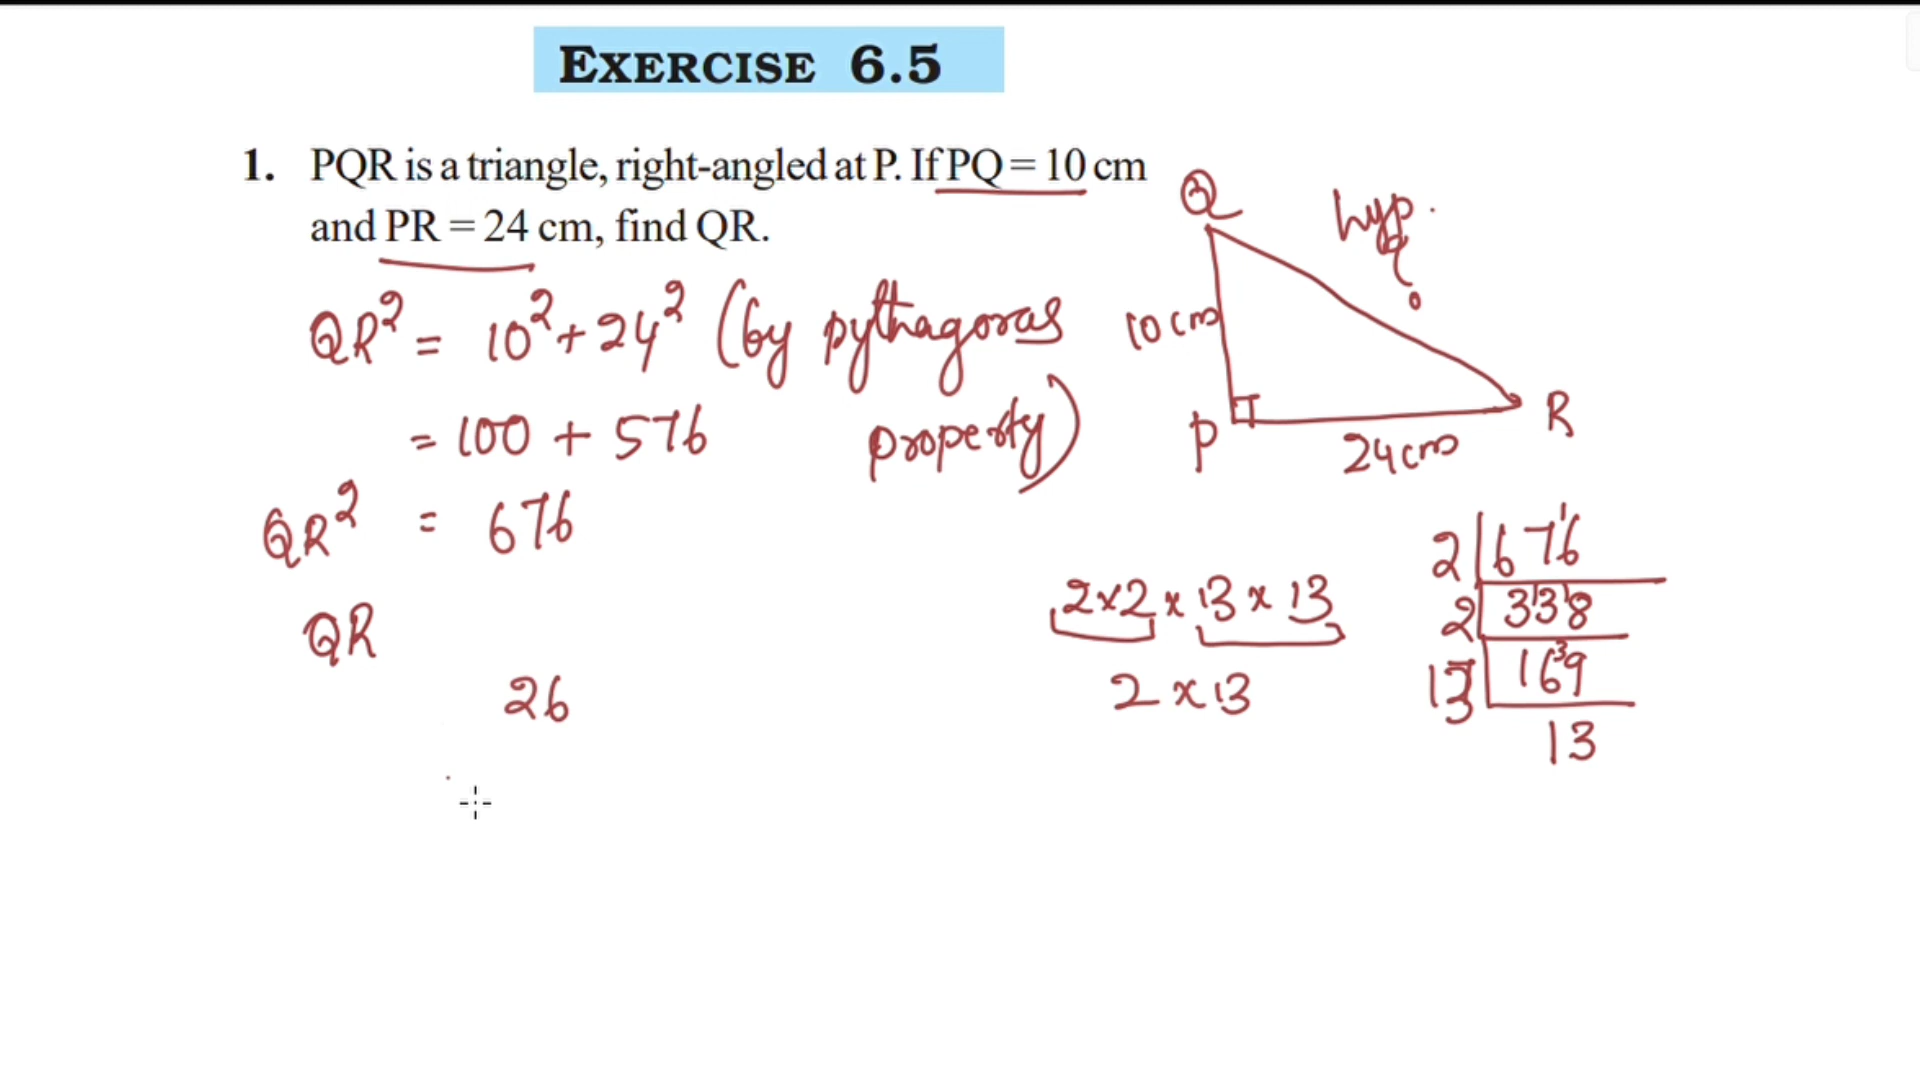 EXERCISE 6.5
1. PQR is a triangle, right-angled at P. If PQ = 10 cm
and PR = 24 cm, find QR.
QR² = 10² + 24² (by pythagoras
property)
= 100 + 576
QR² = 676
QR
26
Q
hyp.
?
10 cm
P
24 cm
R
2 × 2 × 13 × 13
2 × 13
2 | 676
2 | 338
13 | 169
13